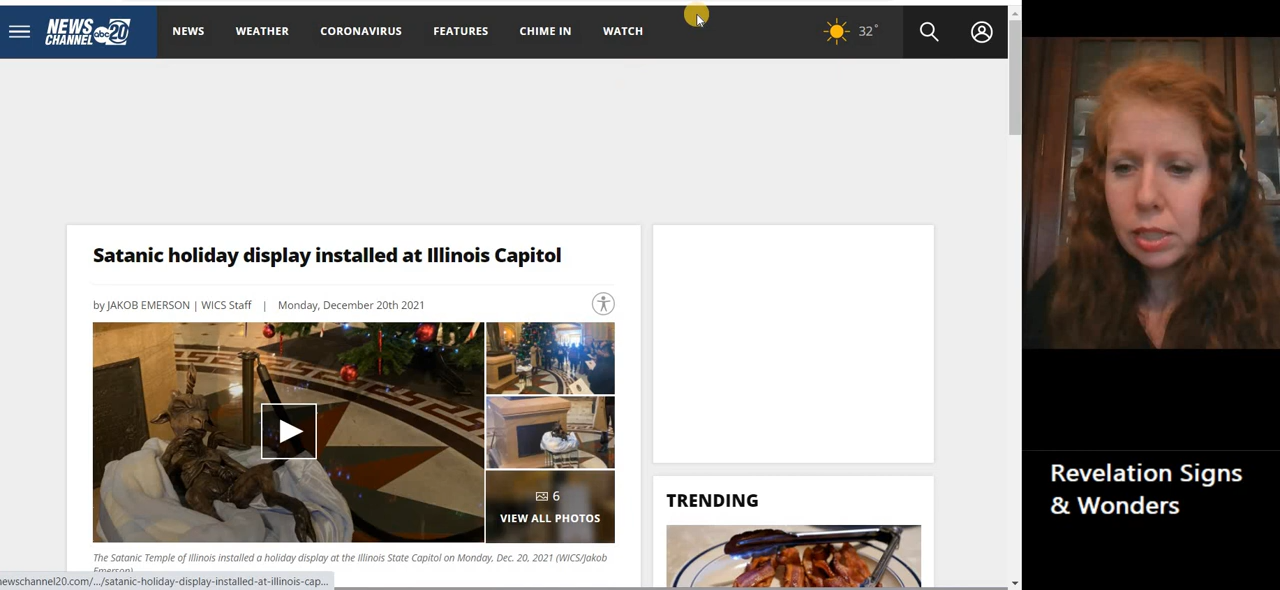 NEWS
CHANNEL abc 20
NEWS WEATHER CORONAVIRUS FEATURES CHIME IN WATCH 32°
Satanic holiday display installed at Illinois Capitol
by JAKOB EMERSON | WICS Staff | Monday, December 20th 2021
6
VIEW ALL PHOTOS
The Satanic Temple of Illinois installed a holiday display at the Illinois State Capitol on Monday, Dec. 20, 2021 (WICS/Jakob
Emerson)
newschannel20.com/.../satanic-holiday-display-installed-at-illinois-cap...
TRENDING
Revelation Signs
& Wonders